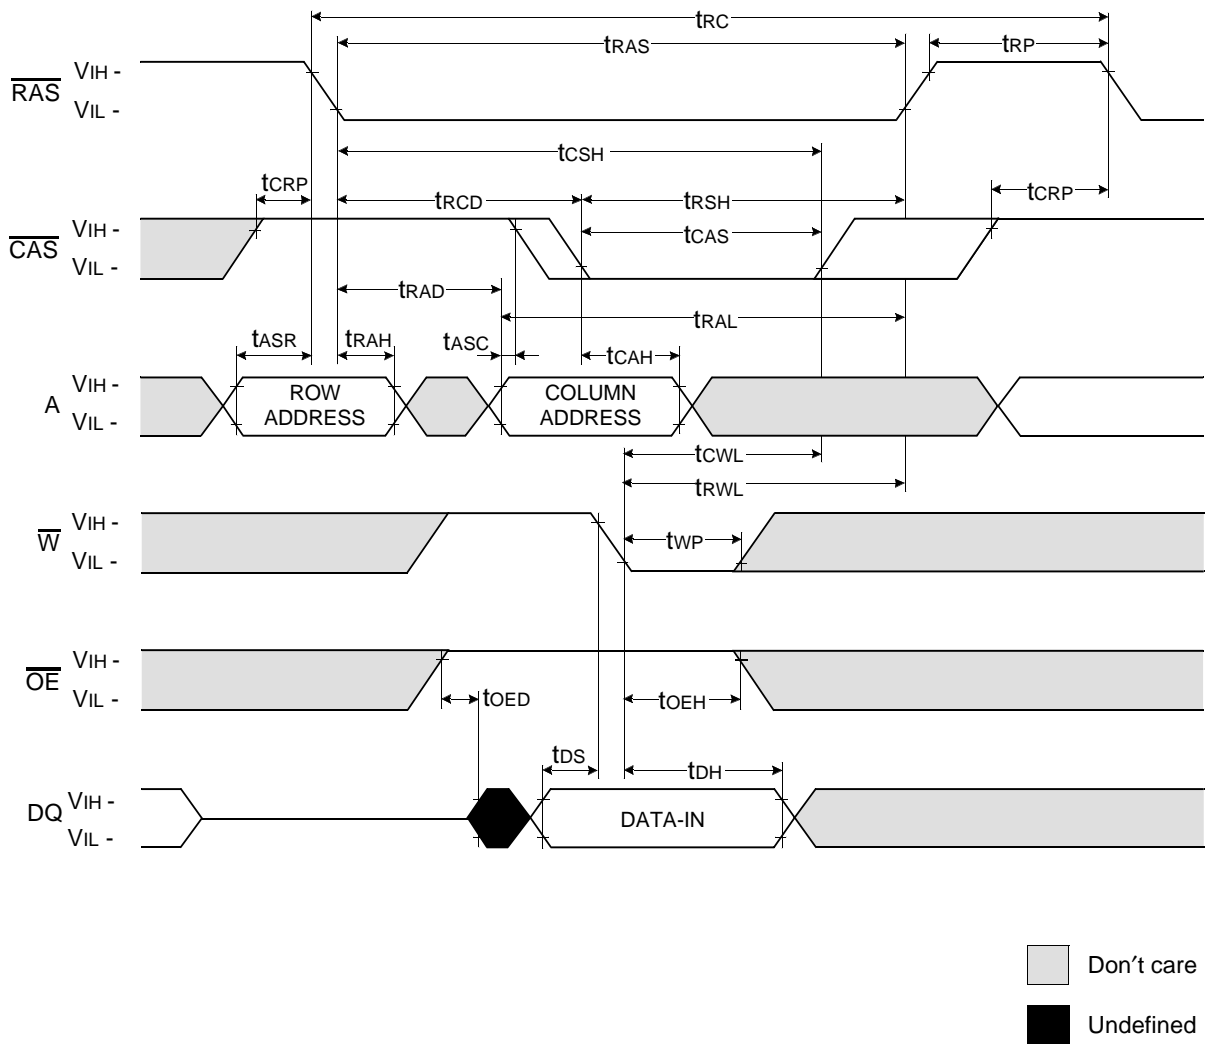 tRC
tRAS
tRP
RAS
VIH -
VIL -
tCSH
tCRP
tRCD
tRSH
tCRP
CAS
VIH -
VIL -
tCAS
tRAD
tRAL
tASR
tRAH
tASC
tCAH
A
VIH -
VIL -
ROW
ADDRESS
COLUMN
ADDRESS
tCWL
tRWL
W
VIH -
VIL -
tWP
OE
VIH -
VIL -
tOED
tOEH
tDS
tDH
DQ
VIH -
VIL -
DATA-IN
Don′t care
Undefined